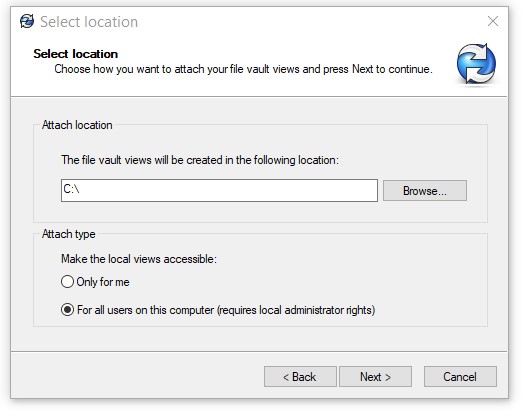 Select location
Select location
Choose how you want to attach your file vault views and press Next to continue.
Attach location
The file vault views will be created in the following location:
C:\
Browse...
Attach type
Make the local views accessible:
Only for me
For all users on this computer (requires local administrator rights)
< Back
Next >
Cancel